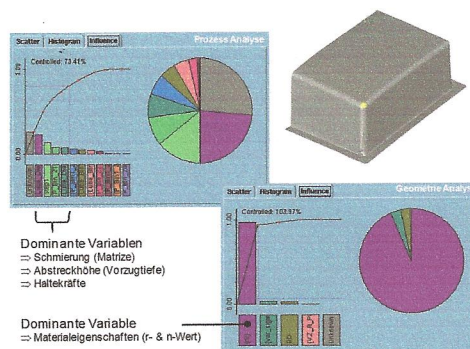 Scatter Histogram Influence
Prozess Analyse
Controlled: 73.41%
1.00
0.00
Scatter Histogram Influence
Geometrie Analyse
Controlled: 103.87%
1.00
0.00
Dominante Variablen
⇒ Schmierung (Matrize)
⇒ Abstreckhöhe (Vorzugtiefe)
⇒ Haltekräfte
Dominante Variable
⇒ Materialeigenschaften (r- & n-Wert)